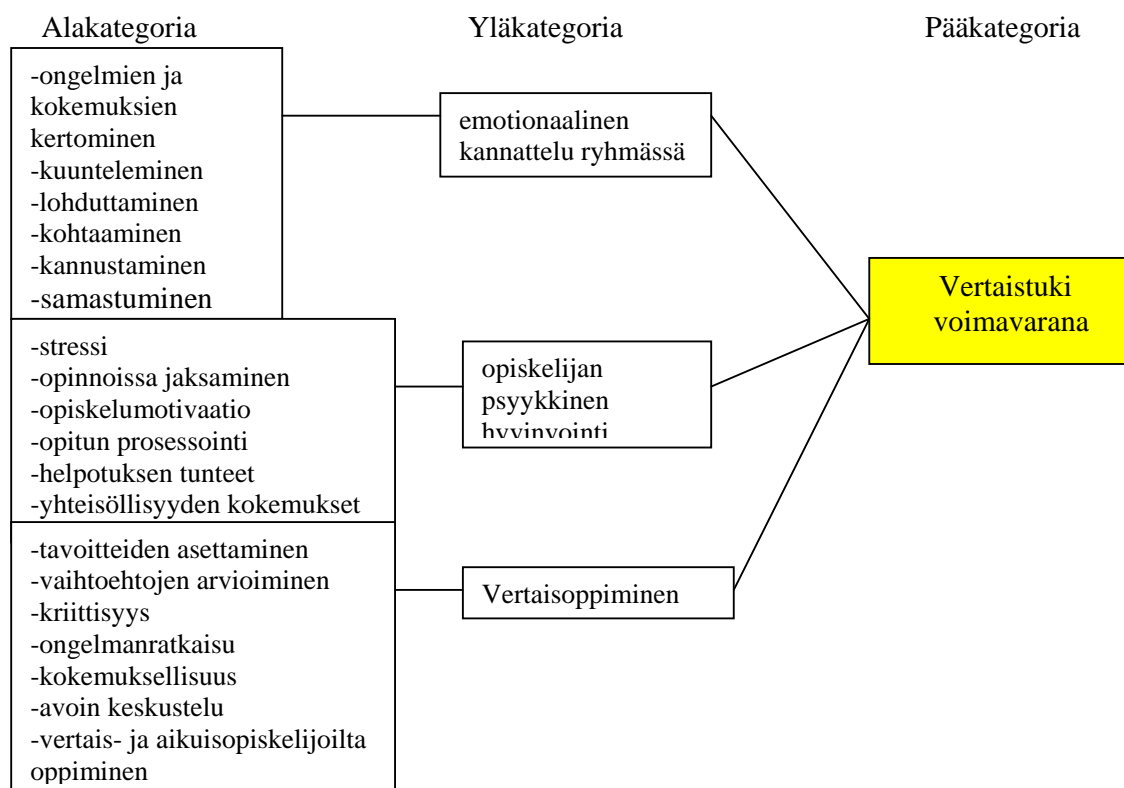 Alakategoria
Yläkategoria
Pääkategoria
-ongelmien ja
kokemuksien
kertominen
-kuunteleminen
-lohduttaminen
-kohtaaminen
-kannustaminen
-samastuminen
emotionaalinen
kannattelu ryhmässä
-stressi
-opinnoissa jaksaminen
-opiskelumotivaatio
-opitun prosessointi
-helpotuksen tunteet
-yhteisöllisyyden kokemukset
opiskelijan
psyykkinen
hyvinvointi
-tavoitteiden asettaminen
-vaihtoehtojen arvioiminen
-kriittisyys
-ongelmanratkaisu
-kokemuksellisuus
-avoin keskustelu
-vertais- ja aikuisopiskelijoilta
oppiminen
Vertaisoppiminen
Vertaistuki
voimavarana